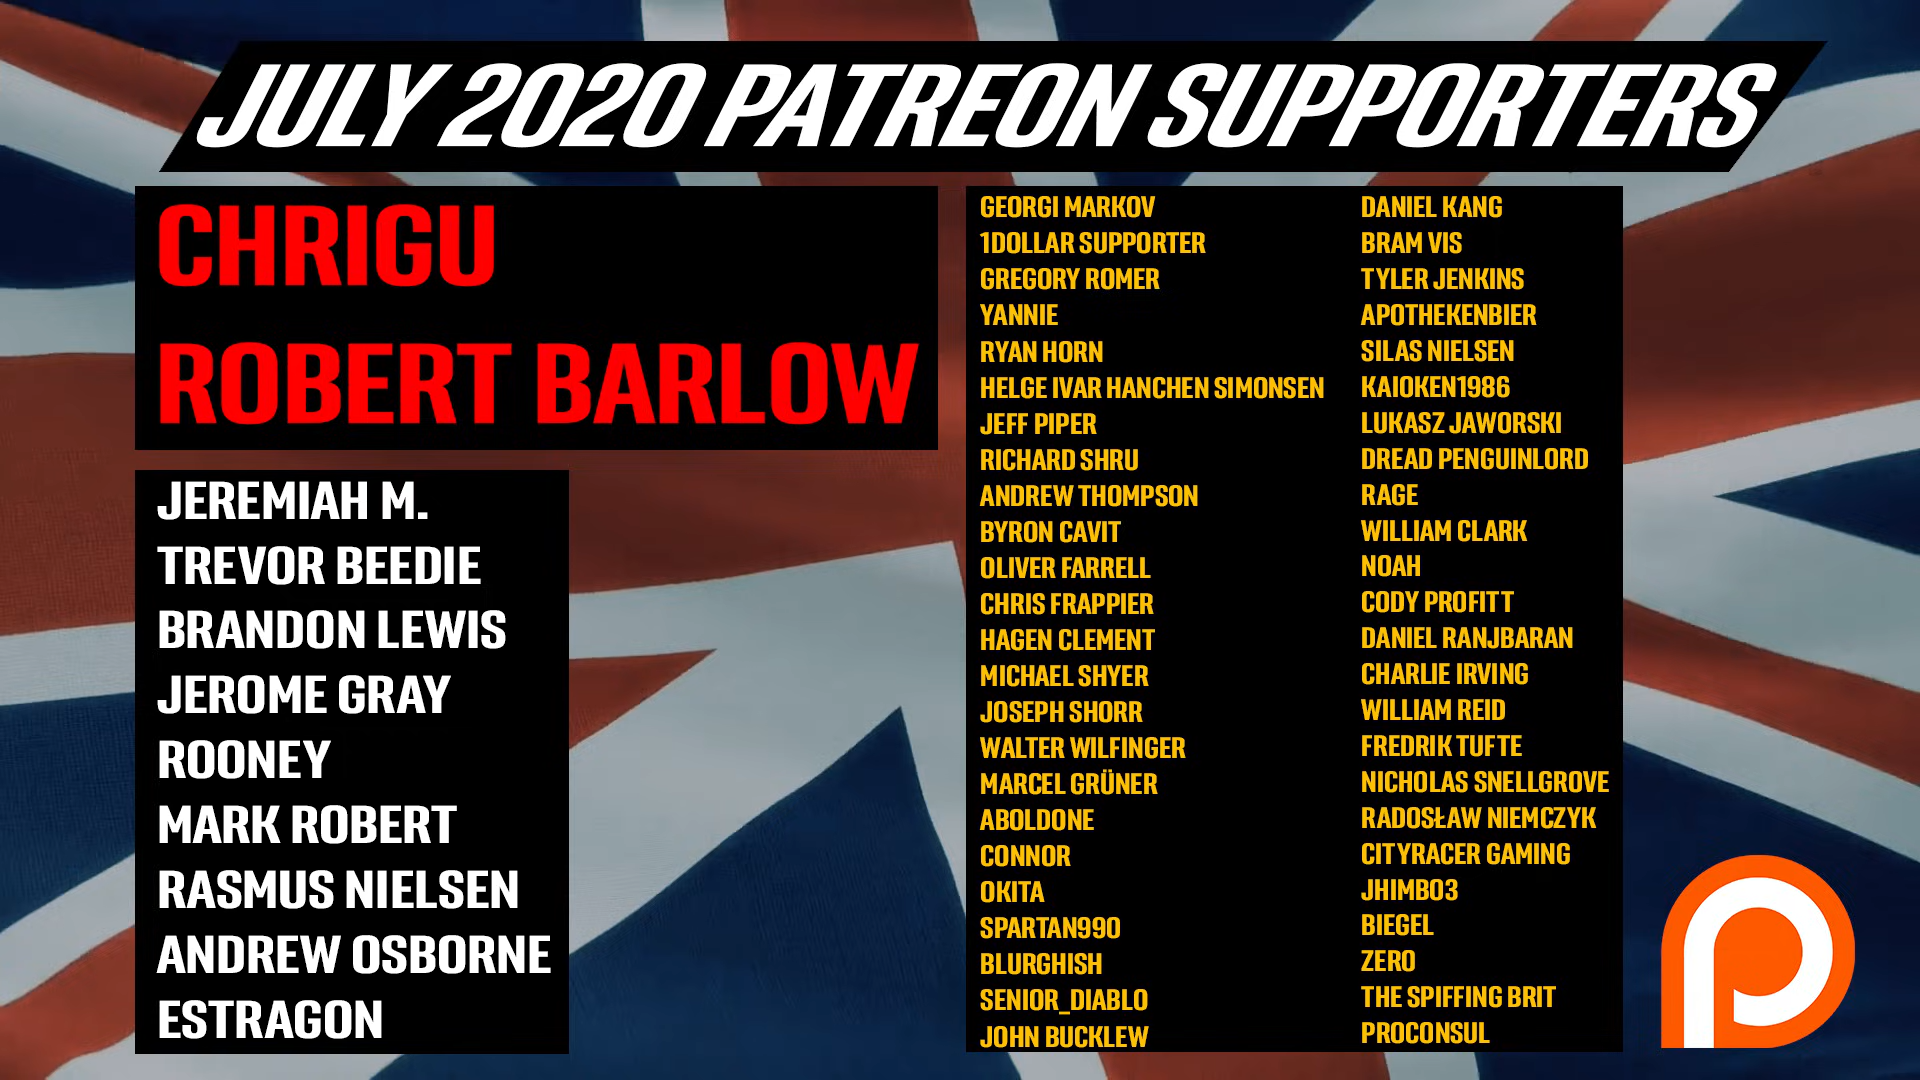 JULY 2020 PATREON SUPPORTERS
CHRIGU
ROBERT BARLOW
JEREMIAH M.
TREVOR BEEDIE
BRANDON LEWIS
JEROME GRAY
ROONEY
MARK ROBERT
RASMUS NIELSEN
ANDREW OSBORNE
ESTRAGON
GEORGI MARKOV
1DOLLAR SUPPORTER
GREGORY ROMER
YANNIE
RYAN HORN
HELGE IVAR HANCHEN SIMONSEN
JEFF PIPER
RICHARD SHRU
ANDREW THOMPSON
BYRON CAVIT
OLIVER FARRELL
CHRIS FRAPPIER
HAGEN CLEMENT
MICHAEL SHYER
JOSEPH SHORR
WALTER WILFINGER
MARCEL GRÜNER
ABOLDONE
CONNOR
OKITA
SPARTAN990
BLURGHISH
SENIOR_DIABLO
JOHN BUCKLEW
DANIEL KANG
BRAM VIS
TYLER JENKINS
APOTHEKENBIER
SILAS NIELSEN
KAIOKEN1986
LUKASZ JAWORSKI
DREAD PENGUINLORD
RAGE
WILLIAM CLARK
NOAH
CODY PROFITT
DANIEL RANJBARAN
CHARLIE IRVING
WILLIAM REID
FREDRIK TUFTE
NICHOLAS SNELLGROVE
RADOSŁAW NIEMCZYK
CITYRACER GAMING
JHIMBO3
BIEGEL
ZERO
THE SPIFFING BRIT
PROCONSUL